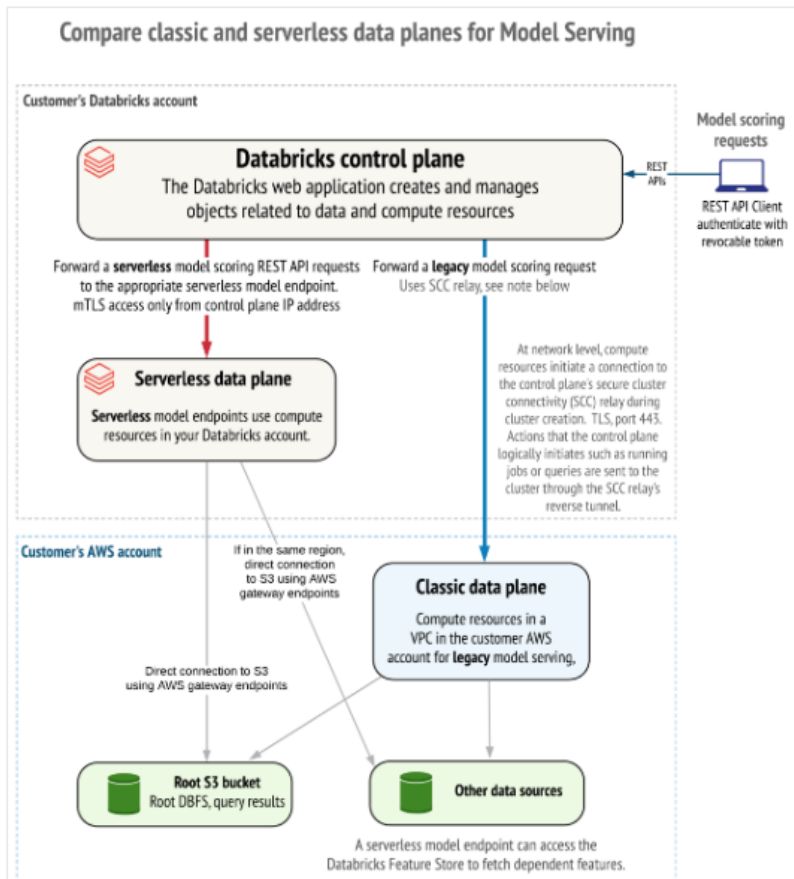 Compare classic and serverless data planes for Model Serving
Customer's Databricks account
Model scoring
requests
Databricks control plane
The Databricks web application creates and manages
objects related to data and compute resources
REST
APIs
REST API Client
authenticate with
revocable token
Forward a serverless model scoring REST API requests
to the appropriate serverless model endpoint.
mTLS access only from control plane IP address
Forward a legacy model scoring request
Uses SCC relay, see note below
At network level, compute
resources initiate a connection to
the control plane's secure cluster
connectivity (SCC) relay during
cluster creation. TLS, port 443.
Actions that the control plane
logically initiates such as running
jobs or queries are sent to the
cluster through the SCC relay's
reverse tunnel.
Serverless data plane
Serverless model endpoints use compute
resources in your Databricks account.
Customer's AWS account
If in the same region,
direct connection
to S3 using AWS
gateway endpoints
Classic data plane
Compute resources in a
VPC in the customer AWS
account for legacy model serving,
Direct connection to S3
using AWS gateway endpoints
Root S3 bucket
Root DBFS, query results
Other data sources
A serverless model endpoint can access the
Databricks Feature Store to fetch dependent features.